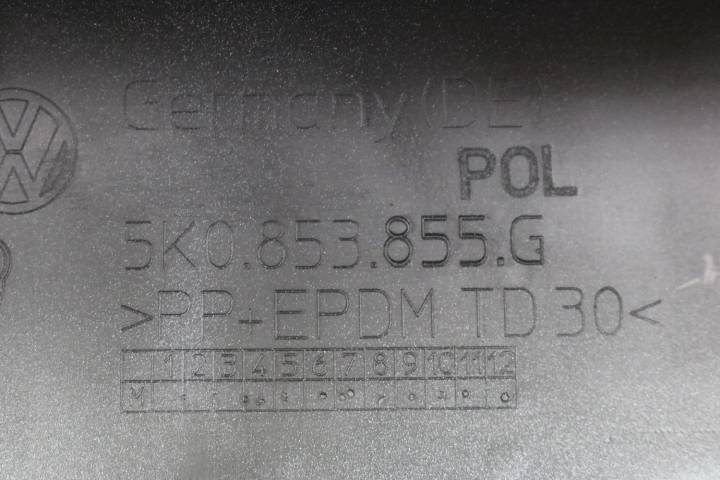 Germany (DE)
POL
5K0.853.855.G
>PP+EPDM TD 30<
1 2 3 4 5 6 7 8 9 10 11 12
M